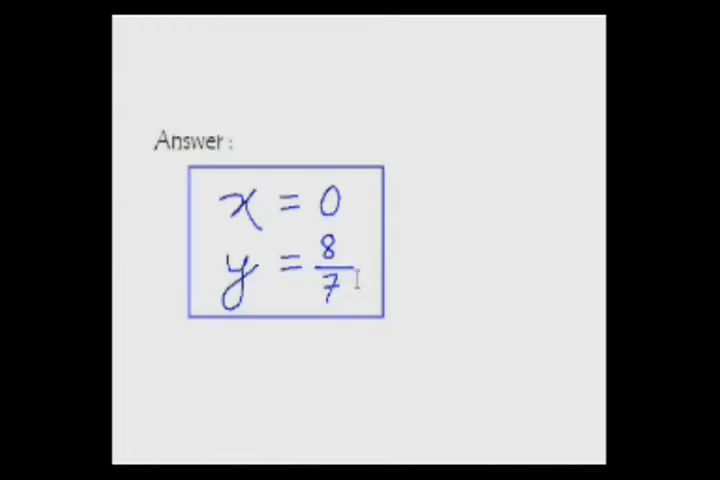 Answer :
x = 0
y = 8/7